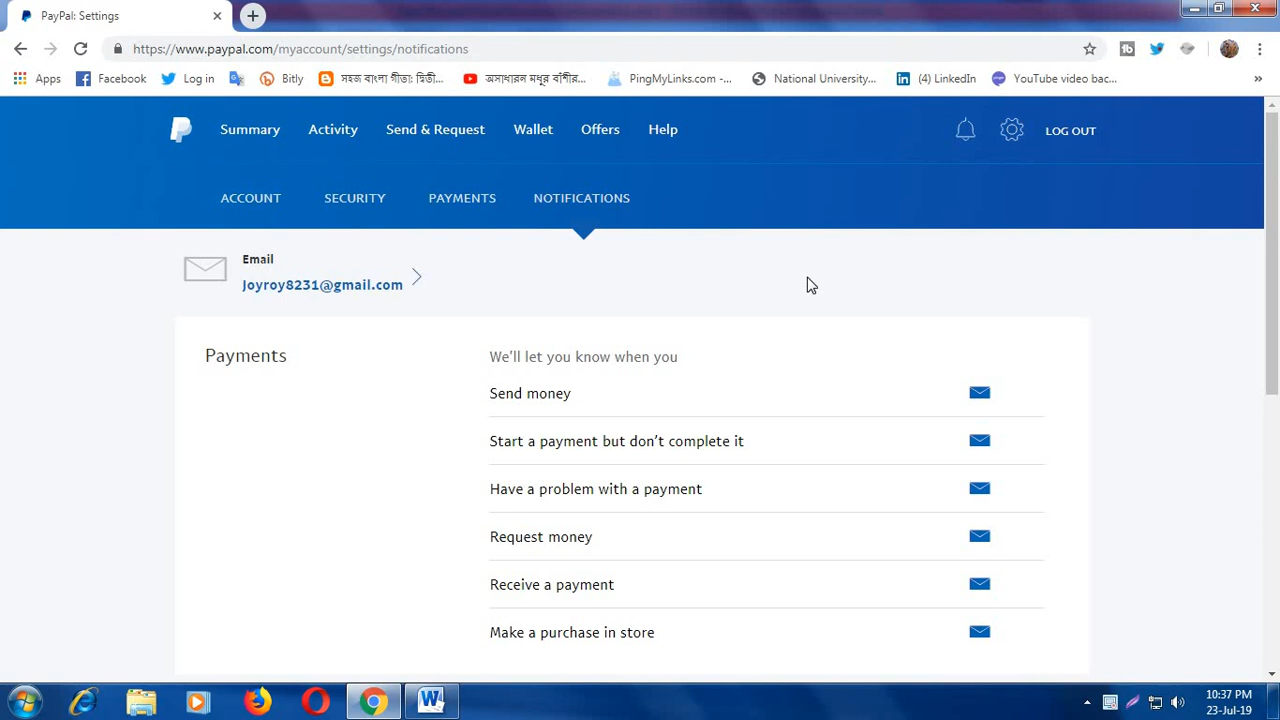 PayPal: Settings
https://www.paypal.com/myaccount/settings/notifications
Apps Facebook Log in Bitly সহজ বাংলা গীতা: দ্বিতী... অসাধারন মধুর বাঁশীর... PingMyLinks.com -... National University... (4) LinkedIn YouTube video bac... »
Summary Activity Send & Request Wallet Offers Help LOG OUT
ACCOUNT SECURITY PAYMENTS NOTIFICATIONS
Email
Joyroy8231@gmail.com
Payments
We'll let you know when you
Send money
Start a payment but don't complete it
Have a problem with a payment
Request money
Receive a payment
Make a purchase in store
10:37 PM
23-Jul-19